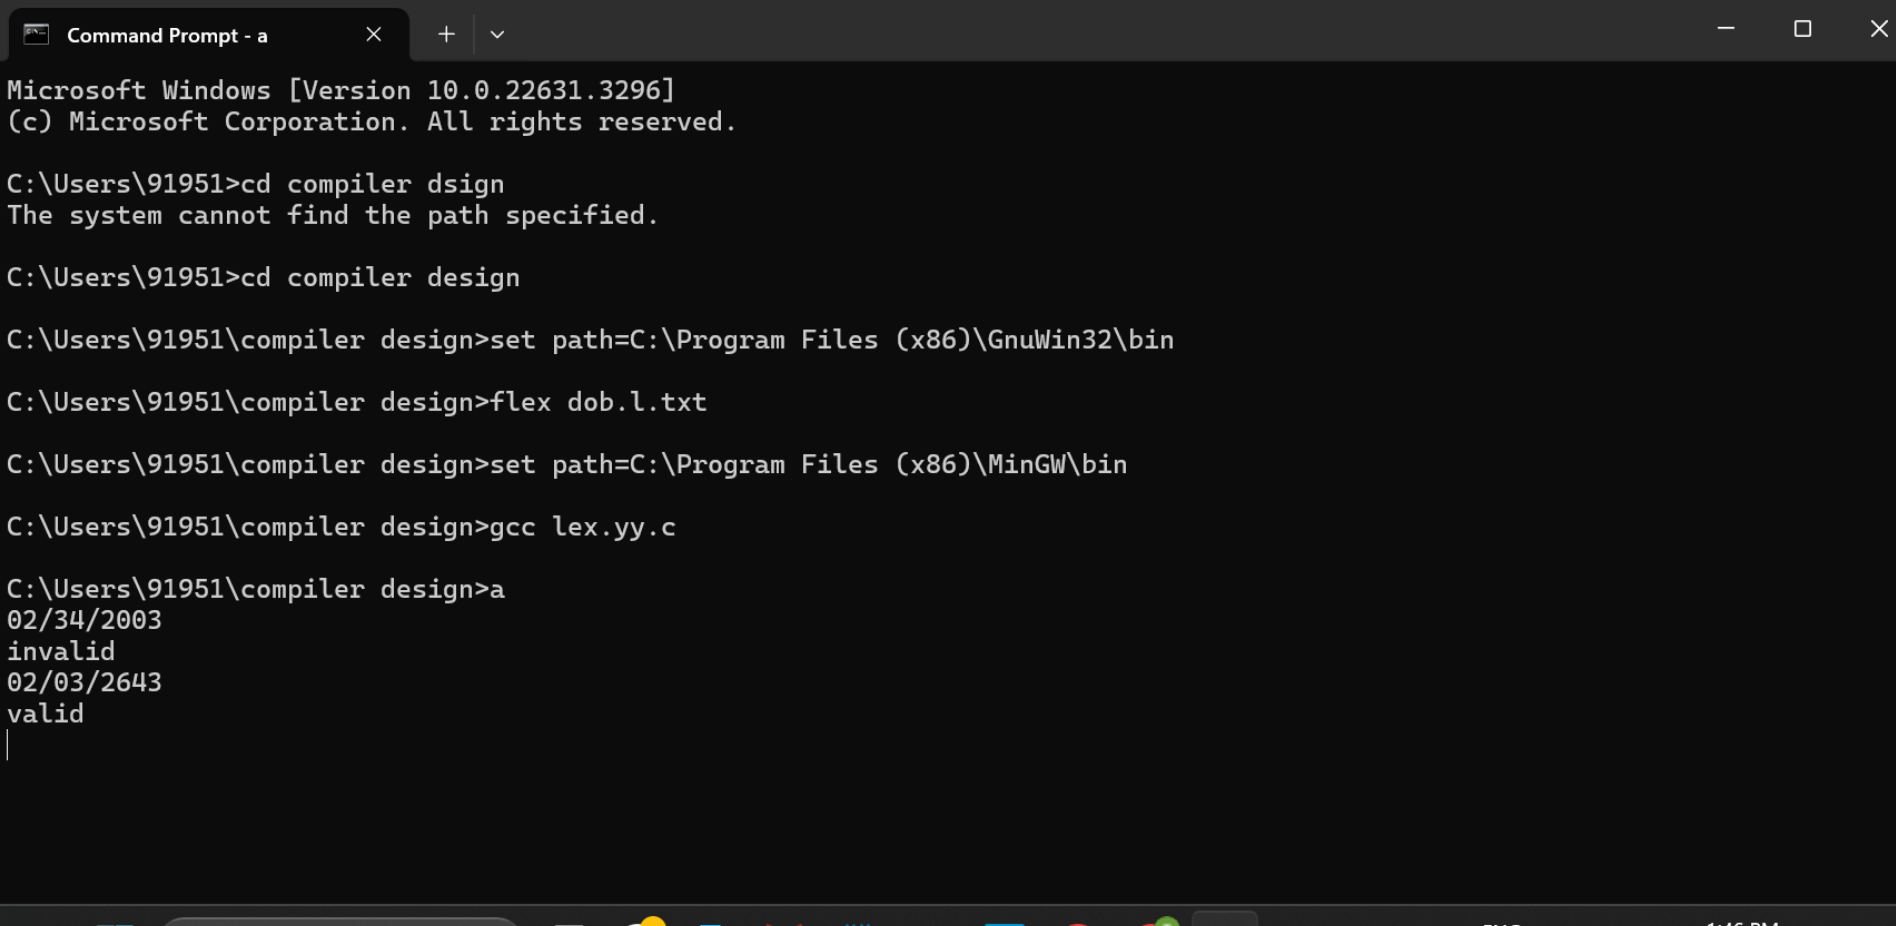 Command Prompt - a
Microsoft Windows [Version 10.0.22631.3296]
(c) Microsoft Corporation. All rights reserved.
C:\Users\91951>cd compiler dsign
The system cannot find the path specified.
C:\Users\91951>cd compiler design
C:\Users\91951\compiler design>set path=C:\Program Files (x86)\GnuWin32\bin
C:\Users\91951\compiler design>flex dob.l.txt
C:\Users\91951\compiler design>set path=C:\Program Files (x86)\MinGW\bin
C:\Users\91951\compiler design>gcc lex.yy.c
C:\Users\91951\compiler design>a
02/34/2003
invalid
02/03/2643
valid